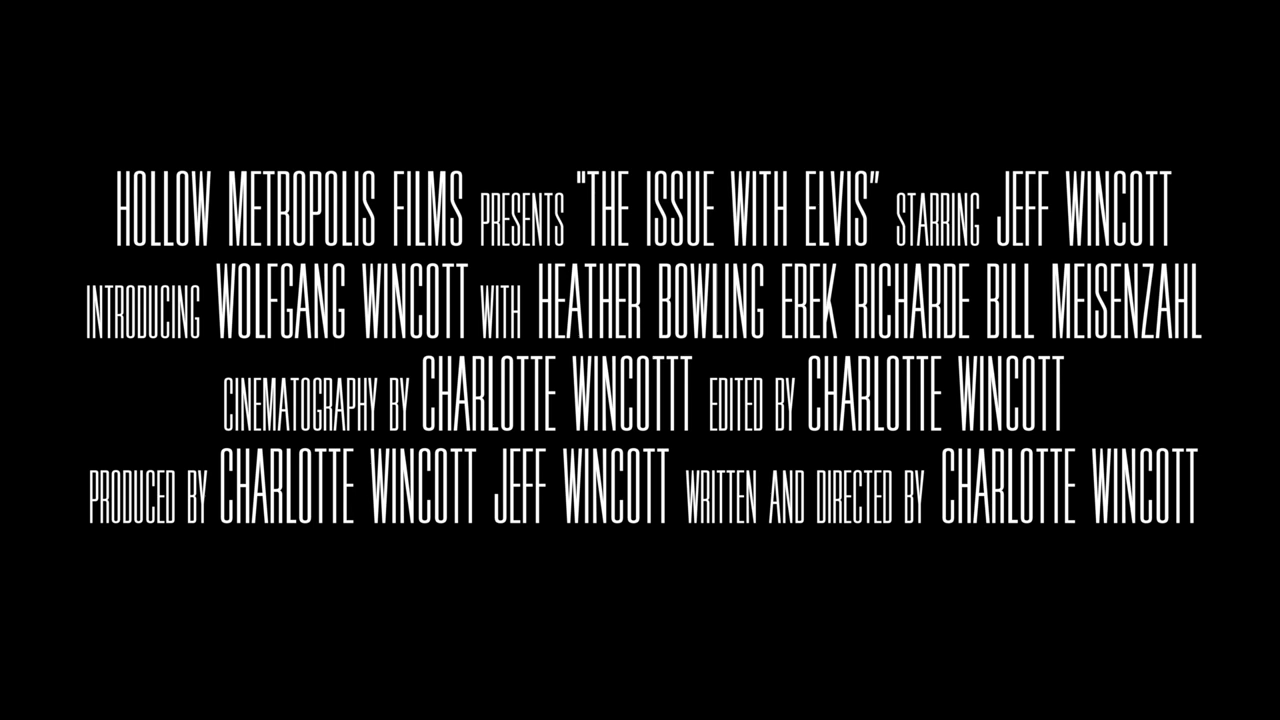 HOLLOW METROPOLIS FILMS PRESENTS "THE ISSUE WITH ELVIS" STARRING JEFF WINCOTT
INTRODUCING WOLFGANG WINCOTT WITH HEATHER BOWLING EREK RICHARDE BILL MEISENZAHL
CINEMATOGRAPHY BY CHARLOTTE WINCOTTT EDITED BY CHARLOTTE WINCOTT
PRODUCED BY CHARLOTTE WINCOTT JEFF WINCOTT WRITTEN AND DIRECTED BY CHARLOTTE WINCOTT